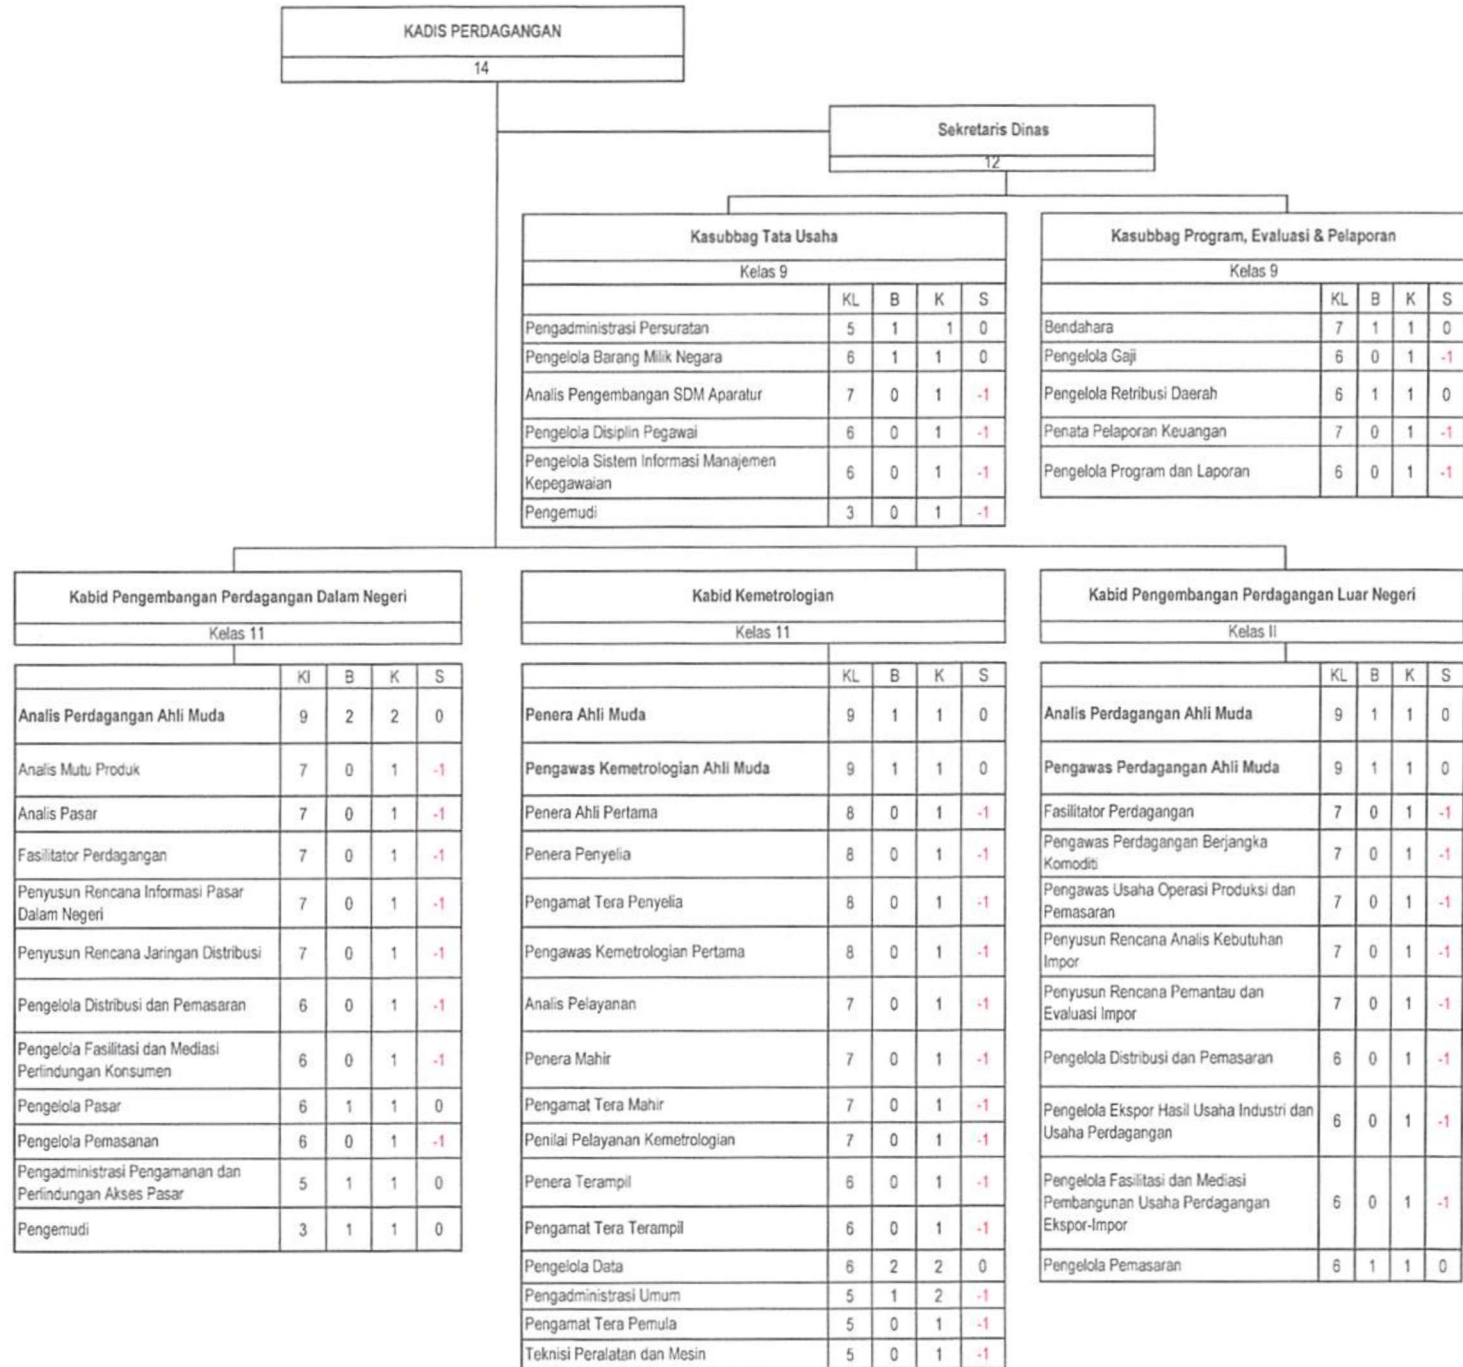 KADIS PERDAGANGAN
14
Sekretaris Dinas
12
Kasubbag Tata Usaha
Kelas 9
KL B K S
Pengadministrasi Persuratan 5 1 1 0
Pengelola Barang Milik Negara 6 1 1 0
Analis Pengembangan SDM Aparatur 7 0 1 -1
Pengelola Disiplin Pegawai 6 0 1 -1
Pengelola Sistem Informasi Manajemen
Kepegawaian 6 0 1 -1
Pengemudi 3 0 1 -1
Kasubbag Program, Evaluasi & Pelaporan
Kelas 9
KL B K S
Bendahara 7 1 1 0
Pengelola Gaji 6 0 1 -1
Pengelola Retribusi Daerah 6 1 1 0
Penata Pelaporan Keuangan 7 0 1 -1
Pengelola Program dan Laporan 6 0 1 -1
Kabid Pengembangan Perdagangan Dalam Negeri
Kelas 11
Kl B K S
Analis Perdagangan Ahli Muda 9 2 2 0
Analis Mutu Produk 7 0 1 -1
Analis Pasar 7 0 1 -1
Fasilitator Perdagangan 7 0 1 -1
Penyusun Rencana Informasi Pasar
Dalam Negeri 7 0 1 -1
Penyusun Rencana Jaringan Distribusi 7 0 1 -1
Pengelola Distribusi dan Pemasaran 6 0 1 -1
Pengelola Fasilitasi dan Mediasi
Perlindungan Konsumen 6 0 1 -1
Pengelola Pasar 6 1 1 0
Pengelola Pemasanan 6 0 1 -1
Pengadministrasi Pengamanan dan
Perlindungan Akses Pasar 5 1 1 0
Pengemudi 3 1 1 0
Kabid Kemetrologian
Kelas 11
KL B K S
Penera Ahli Muda 9 1 1 0
Pengawas Kemetrologian Ahli Muda 9 1 1 0
Penera Ahli Pertama 8 0 1 -1
Penera Penyelia 8 0 1 -1
Pengamat Tera Penyelia 8 0 1 -1
Pengawas Kemetrologian Pertama 8 0 1 -1
Analis Pelayanan 7 0 1 -1
Penera Mahir 7 0 1 -1
Pengamat Tera Mahir 7 0 1 -1
Penilai Pelayanan Kemetrologian 7 0 1 -1
Penera Terampil 6 0 1 -1
Pengamat Tera Terampil 6 0 1 -1
Pengelola Data 6 2 2 0
Pengadministrasi Umum 5 1 2 -1
Pengamat Tera Pemula 5 0 1 -1
Teknisi Peralatan dan Mesin 5 0 1 -1
Kabid Pengembangan Perdagangan Luar Negeri
Kelas II
KL B K S
Analis Perdagangan Ahli Muda 9 1 1 0
Pengawas Perdagangan Ahli Muda 9 1 1 0
Fasilitator Perdagangan 7 0 1 -1
Pengawas Perdagangan Berjangka
Komoditi 7 0 1 -1
Pengawas Usaha Operasi Produksi dan
Pemasaran 7 0 1 -1
Penyusun Rencana Analis Kebutuhan
Impor 7 0 1 -1
Penyusun Rencana Pemantau dan
Evaluasi Impor 7 0 1 -1
Pengelola Distribusi dan Pemasaran 6 0 1 -1
Pengelola Ekspor Hasil Usaha Industri dan
Usaha Perdagangan 6 0 1 -1
Pengelola Fasilitasi dan Mediasi
Pembangunan Usaha Perdagangan 6 0 1 -1
Ekspor-Impor
Pengelola Pemasaran 6 1 1 0